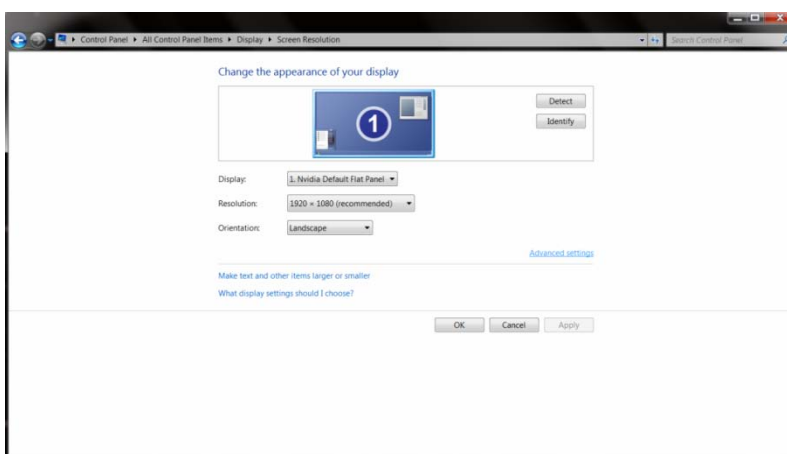 Control Panel ▸ All Control Panel Items ▸ Display ▸ Screen Resolution
Search Control Panel
Change the appearance of your display
1
Detect
Identify
Display: 1. Nvidia Default Flat Panel
Resolution: 1920 × 1080 (recommended)
Orientation: Landscape
Advanced settings
Make text and other items larger or smaller
What display settings should I choose?
OK Cancel Apply